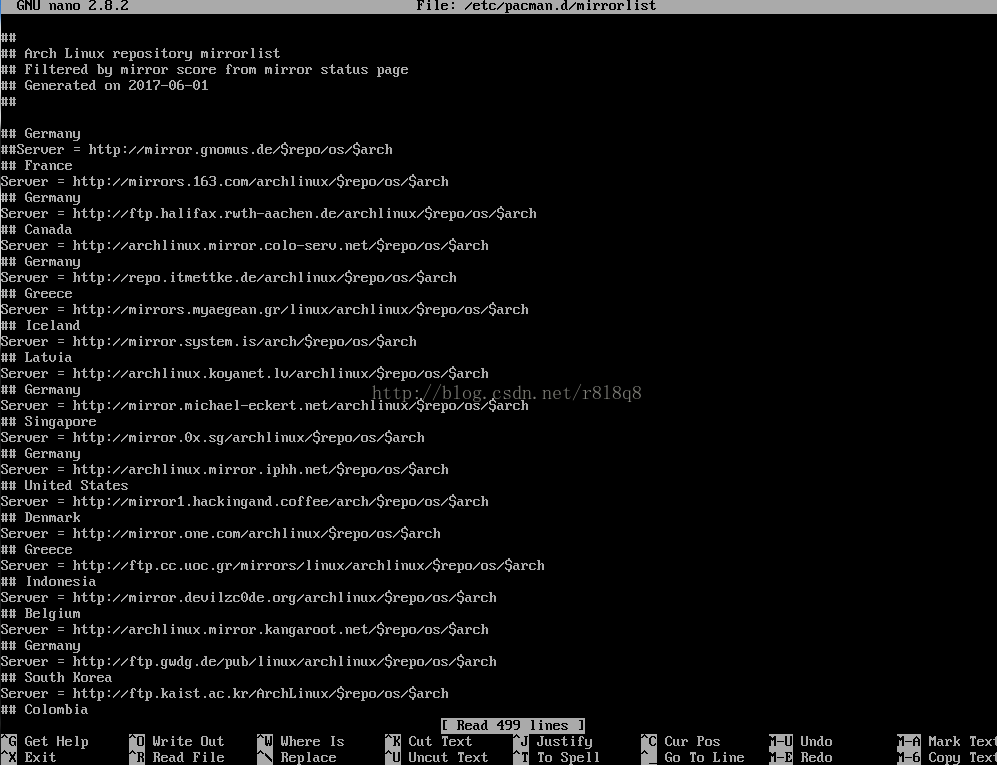 GNU nano 2.8.2 File: /etc/pacman.d/mirrorlist
##
## Arch Linux repository mirrorlist
## Filtered by mirror score from mirror status page
## Generated on 2017-06-01
##
## Germany
##Server = http://mirror.gnomus.de/$repo/os/$arch
## France
Server = http://mirrors.163.com/archlinux/$repo/os/$arch
## Germany
Server = http://ftp.halifax.rwth-aachen.de/archlinux/$repo/os/$arch
## Canada
Server = http://archlinux.mirror.colo-serv.net/$repo/os/$arch
## Germany
Server = http://repo.itmettke.de/archlinux/$repo/os/$arch
## Greece
Server = http://mirrors.myaegean.gr/linux/archlinux/$repo/os/$arch
## Iceland
Server = http://mirror.system.is/arch/$repo/os/$arch
## Latvia
Server = http://archlinux.koyanet.lv/archlinux/$repo/os/$arch
## Germany
http://blog.csdn.net/r818q8
Server = http://mirror.michael-eckert.net/archlinux/$repo/os/$arch
## Singapore
Server = http://mirror.0x.sg/archlinux/$repo/os/$arch
## Germany
Server = http://archlinux.mirror.iphh.net/$repo/os/$arch
## United States
Server = http://mirror1.hackingand.coffee/arch/$repo/os/$arch
## Denmark
Server = http://mirror.one.com/archlinux/$repo/os/$arch
## Greece
Server = http://ftp.cc.uoc.gr/mirrors/linux/archlinux/$repo/os/$arch
## Indonesia
Server = http://mirror.devilzc0de.org/archlinux/$repo/os/$arch
## Belgium
Server = http://archlinux.mirror.kangaroot.net/$repo/os/$arch
## Germany
Server = http://ftp.gwdg.de/pub/linux/archlinux/$repo/os/$arch
## South Korea
Server = http://ftp.kaist.ac.kr/ArchLinux/$repo/os/$arch
## Colombia
[ Read 499 lines ]
^G Get Help ^O Write Out ^W Where Is ^K Cut Text ^J Justify ^C Cur Pos M-U Undo M-A Mark Text
^X Exit ^R Read File ^\ Replace ^U Uncut Text ^T To Spell ^_ Go To Line M-E Redo M-6 Copy Text